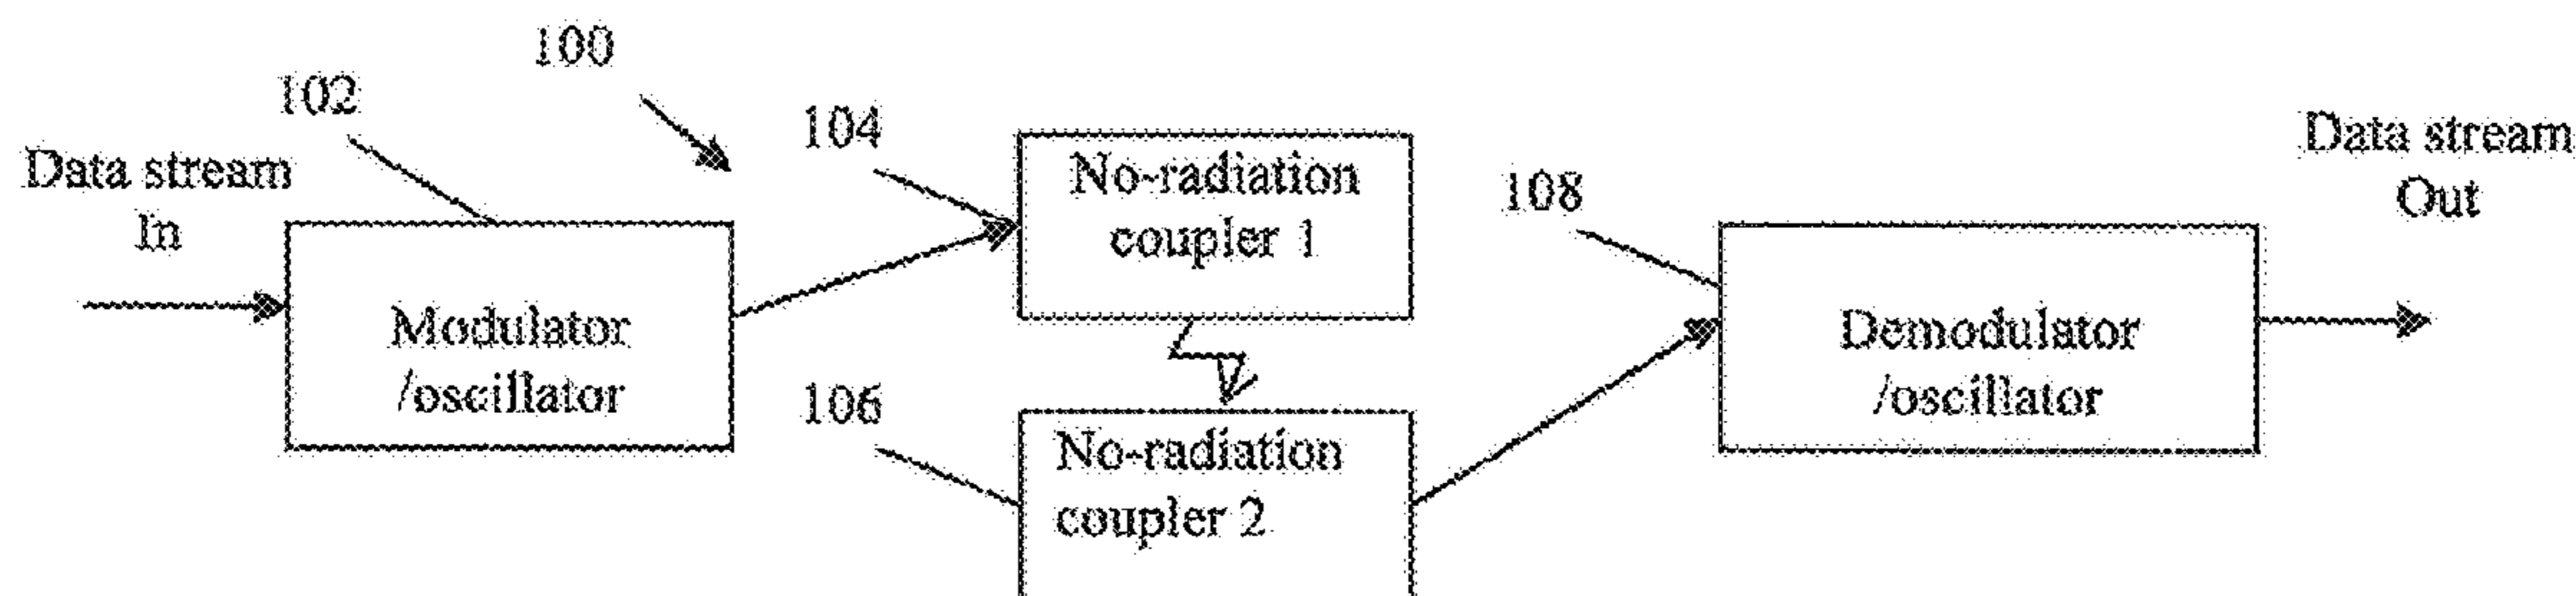 100
102
104
Data stream
In
Modulator
/oscillator
No-radiation
coupler 1
106
No-radiation
coupler 2
108
Demodulator
/oscillator
Data stream
Out